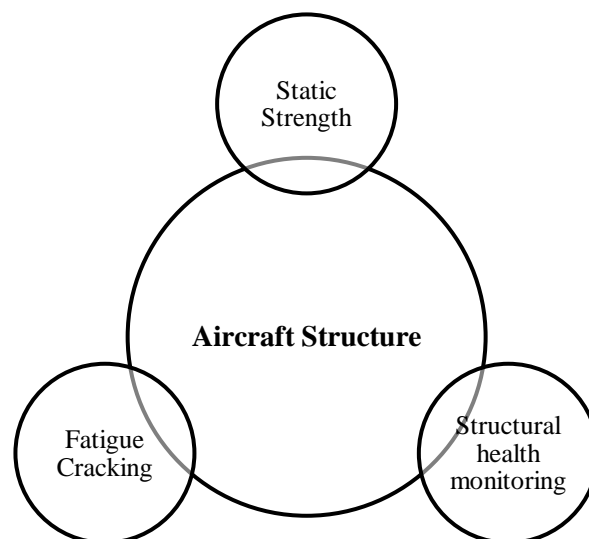 Static
Strength
Aircraft Structure
Fatigue
Cracking
Structural
health
monitoring